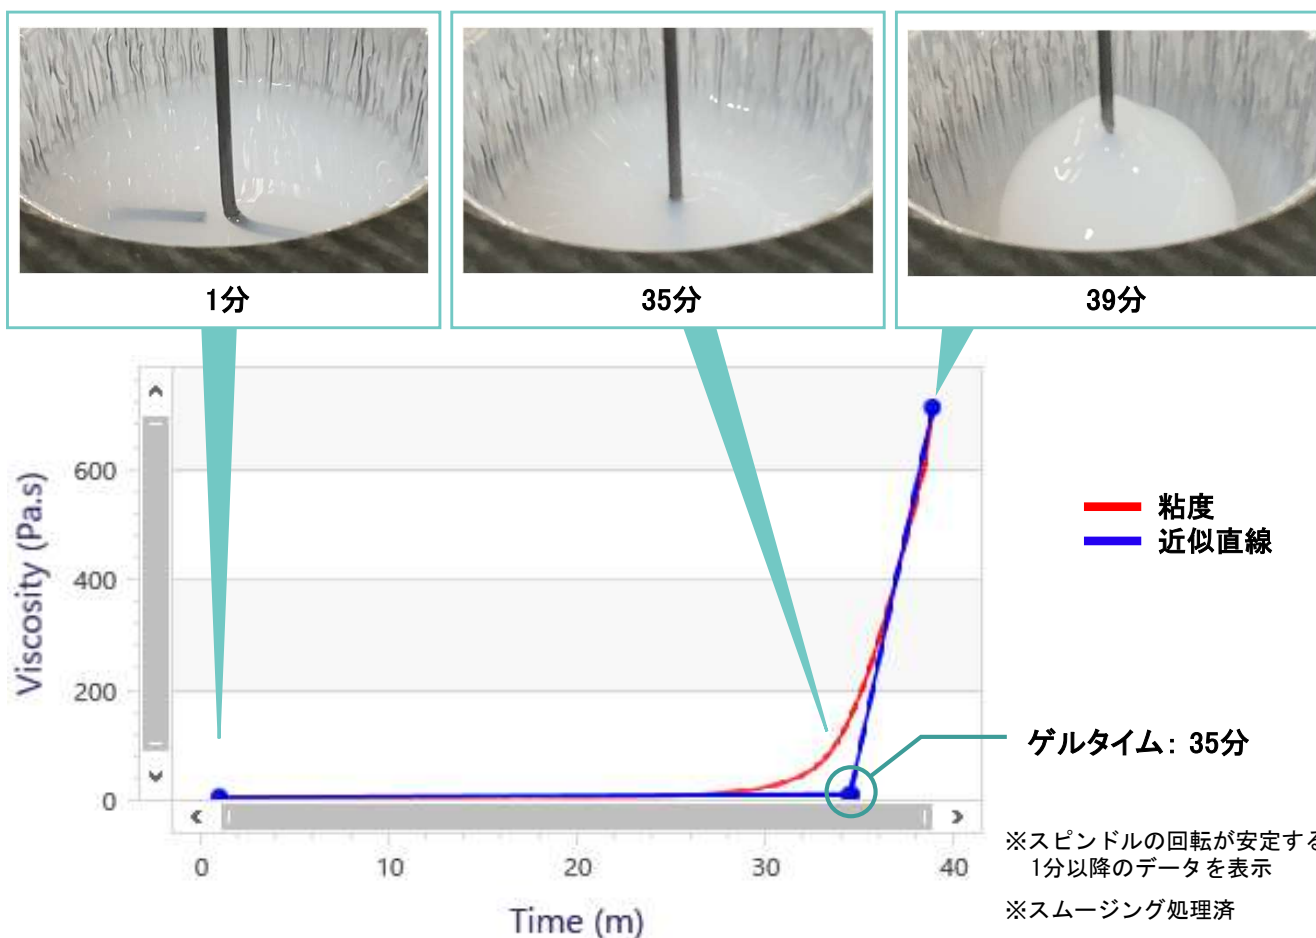 1分
35分
39分
Viscosity (Pa.s)
600
400
200
0
0 10 20 30 40
Time (m)
粘度
近似直線
ゲルタイム: 35分
※スピンドルの回転が安定する
1分以降のデータを表示
※スムージング処理済